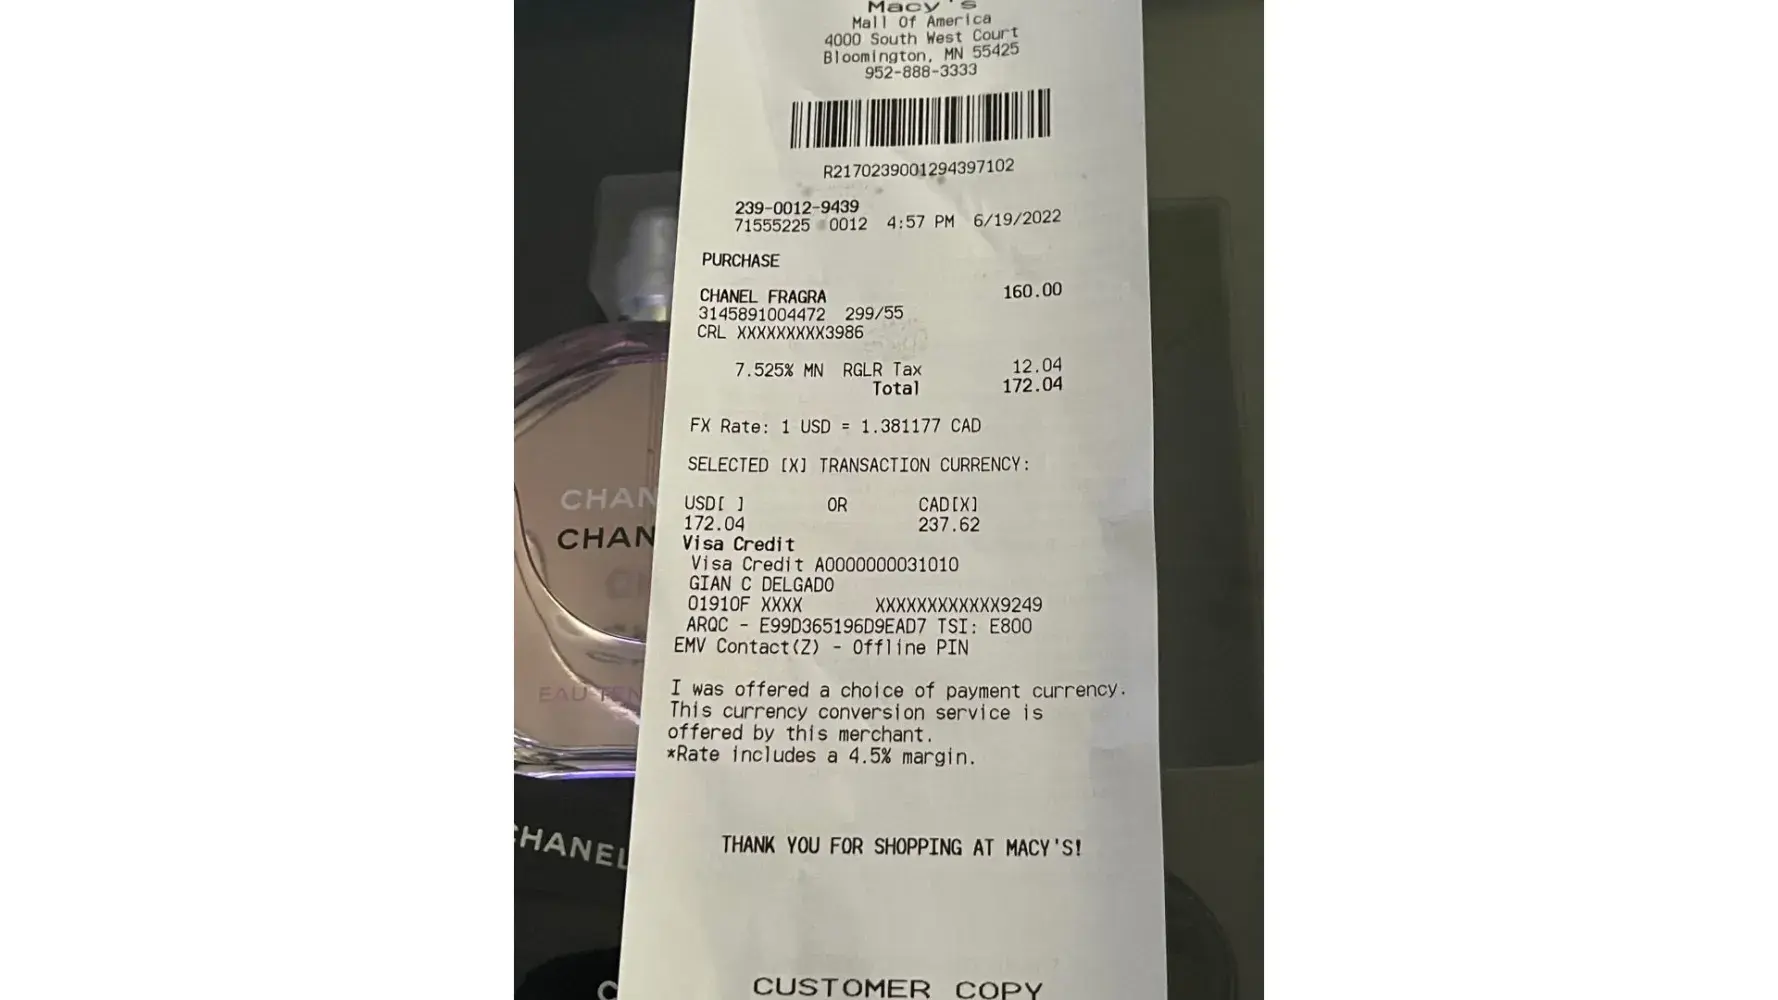 Macy's
Mall Of America
4000 South West Court
Bloomington, MN 55425
952-888-3333
R2170239001294397102
239-0012-9439
71555225 0012 4:57 PM 6/19/2022
PURCHASE
CHANEL FRAGRA 160.00
3145891004472 299/55
CRL XXXXXXXXX3986
7.525% MN RGLR Tax 12.04
Total 172.04
FX Rate: 1 USD = 1.381177 CAD
SELECTED [X] TRANSACTION CURRENCY:
USD[ ] OR CAD[X]
172.04 237.62
Visa Credit
Visa Credit A0000000031010
GIAN C DELGADO
01910F XXXX XXXXXXXXXXXX9249
ARQC - E99D365196D9EAD7 TSI: E800
EMV Contact(Z) - Offline PIN
I was offered a choice of payment currency.
This currency conversion service is
offered by this merchant.
*Rate includes a 4.5% margin.
THANK YOU FOR SHOPPING AT MACY'S!
CUSTOMER COPY
CHAN
CHAN
EAU TEN
CHANEL
C